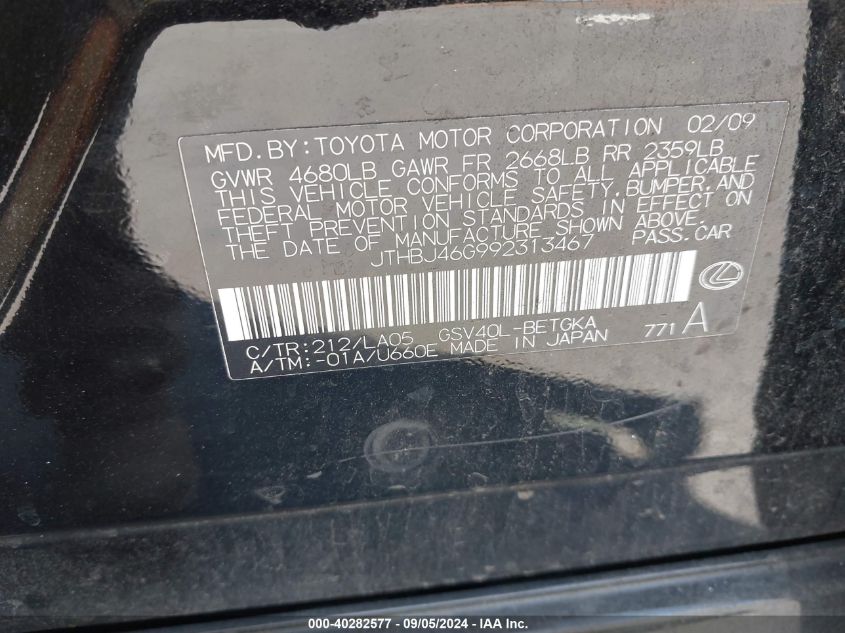 MFD.BY:TOYOTA MOTOR CORPORATION 02/09
GVWR 4680LB GAWR FR 2668LB RR 2359LB
THIS VEHICLE CONFORMS TO ALL APPLICABLE
FEDERAL MOTOR VEHICLE SAFETY,BUMPER,AND
THEFT PREVENTION STANDARDS IN EFFECT ON
THE DATE OF MANUFACTURE SHOWN ABOVE.
JTHBJ46G992313467 PASS.CAR
C/TR:212/LA05 GSV40L-BETGKA 771A
A/TM:-01A/U660E MADE IN JAPAN
000-40282577 - 09/05/2024 - IAAI.com